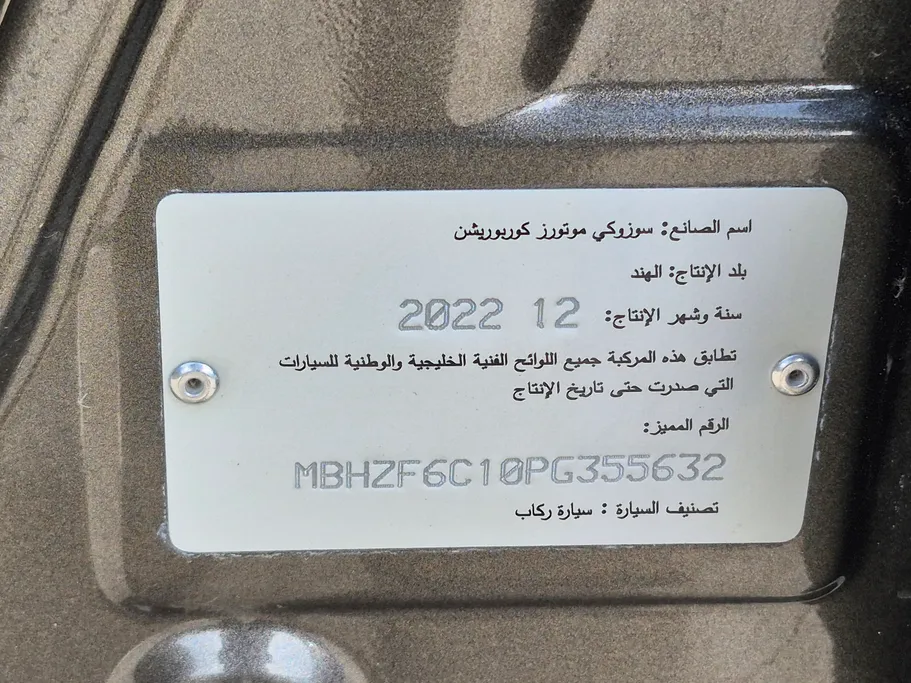 اسم الصانع: سوزوكي موتورز كوربوريشن
بلد الإنتاج: الهند
سنة وشهر الإنتاج: 2022 12
تطابق هذه المركبة جميع اللوائح الفنية الخليجية والوطنية للسيارات
التي صدرت حتى تاريخ الإنتاج
الرقم المميز:
MBHZF6C10PG355632
تصنيف السيارة : سيارة ركاب